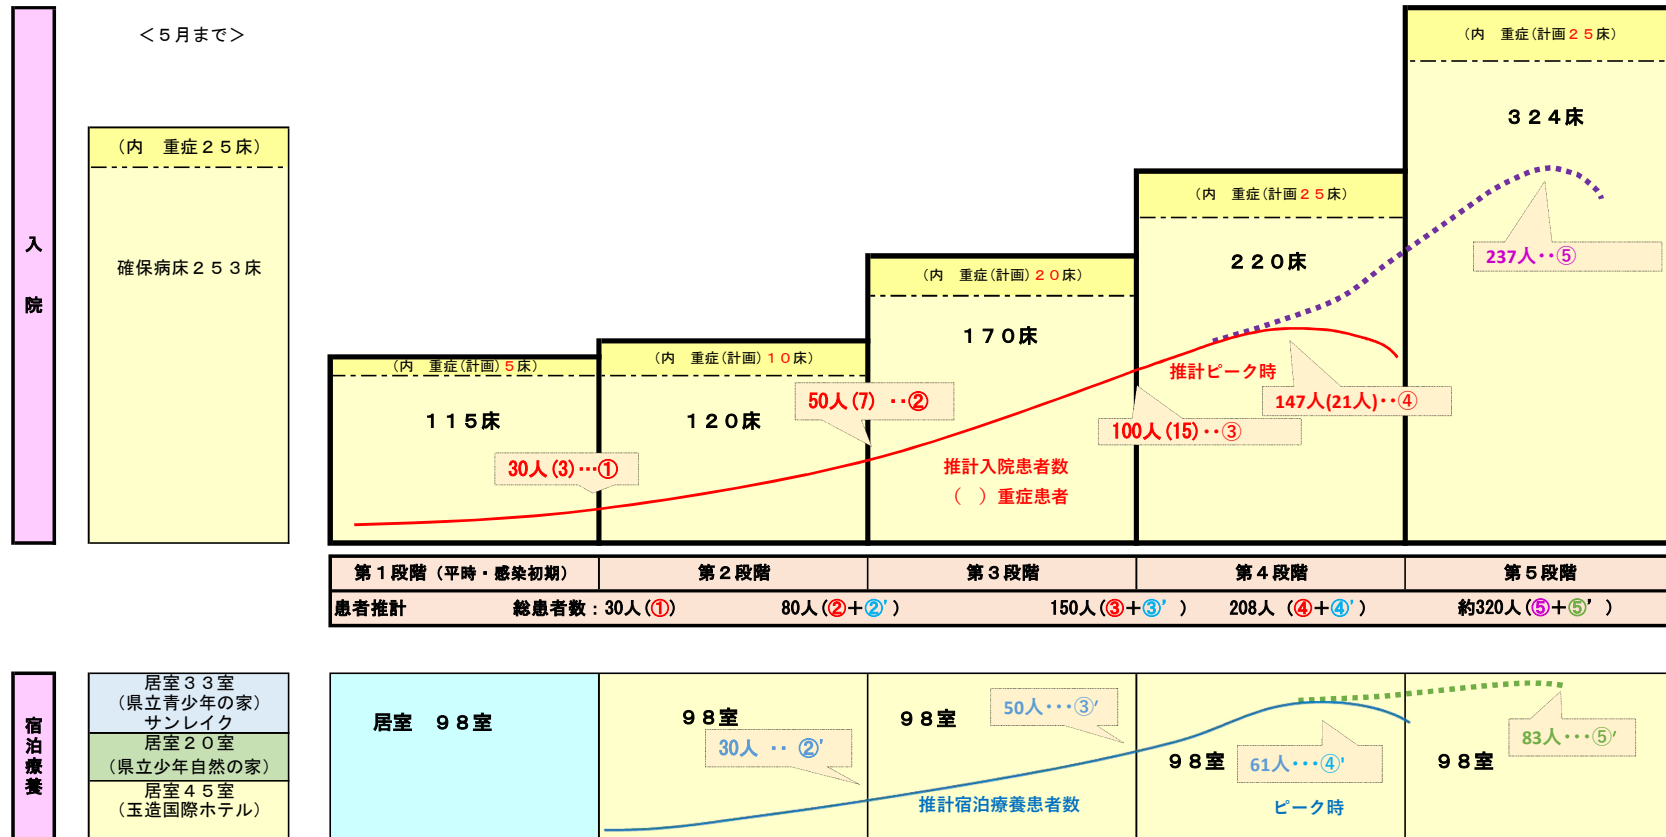 入院
＜５月まで＞
（内　重症２５床）
確保病床２５３床
（内　重症(計画) ５床）
１１５床
30人(3)…①
（内　重症(計画) １０床）
１２０床
50人(7) ‥②
（内　重症(計画) ２０床）
１７０床
推計入院患者数
（　）重症患者
100人(15)‥③
（内　重症(計画２５床）
２２０床
推計ピーク時
147人(21人)‥④
（内　重症(計画２５床）
３２４床
237人‥⑤
第１段階（平時・感染初期）
第２段階
第３段階
第４段階
第５段階
患者推計　総患者数：30人(①)
80人(②＋②’)
150人(③＋③’ )
208人 (④＋④’)
約320人(⑤＋⑤’ )
宿泊療養
居室３３室
（県立青少年の家）
サンレイク
居室２０室
（県立少年自然の家）
居室４５室
（玉造国際ホテル）
居室　９８室
９８室
30人 ‥ ②’
９８室
50人…③’
推計宿泊療養患者数
９８室
61人…④'
ピーク時
９８室
83人…⑤’